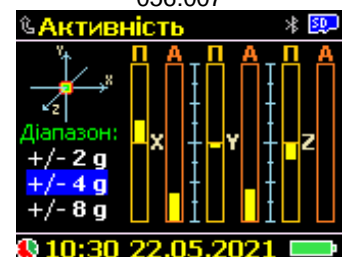 Активність SD
П А П А П А
Y
X
Z
Діапазон:
X Y Z
+/- 2 g
+/- 4 g
+/- 8 g
10:30 22.05.2021